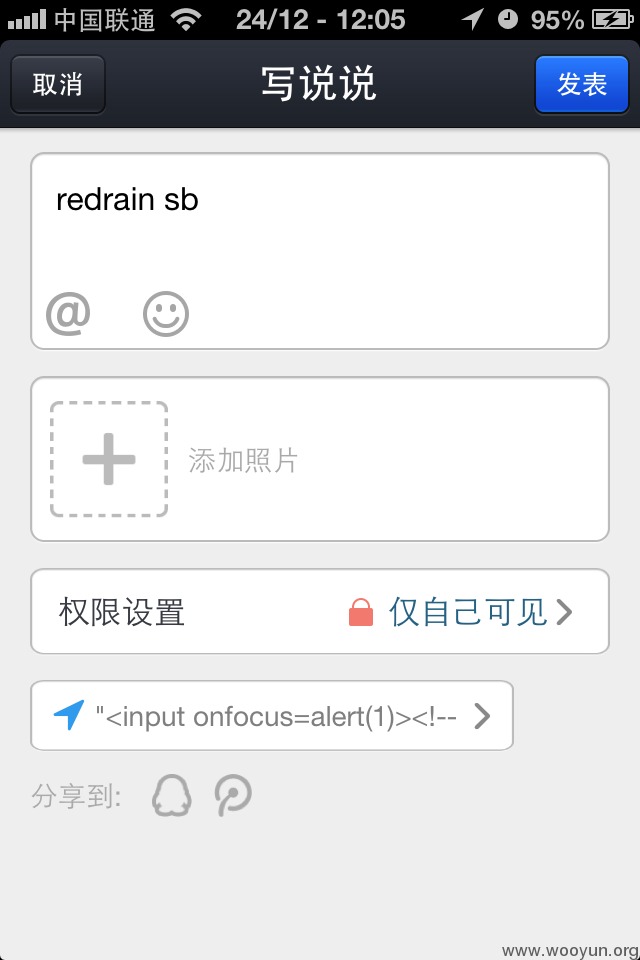 中国联通 24/12 - 12:05 95%
取消 写说说 发表
redrain sb
@
添加照片
权限设置 仅自己可见
"<input onfocus=alert(1)><!--
分享到:
www.wooyun.org